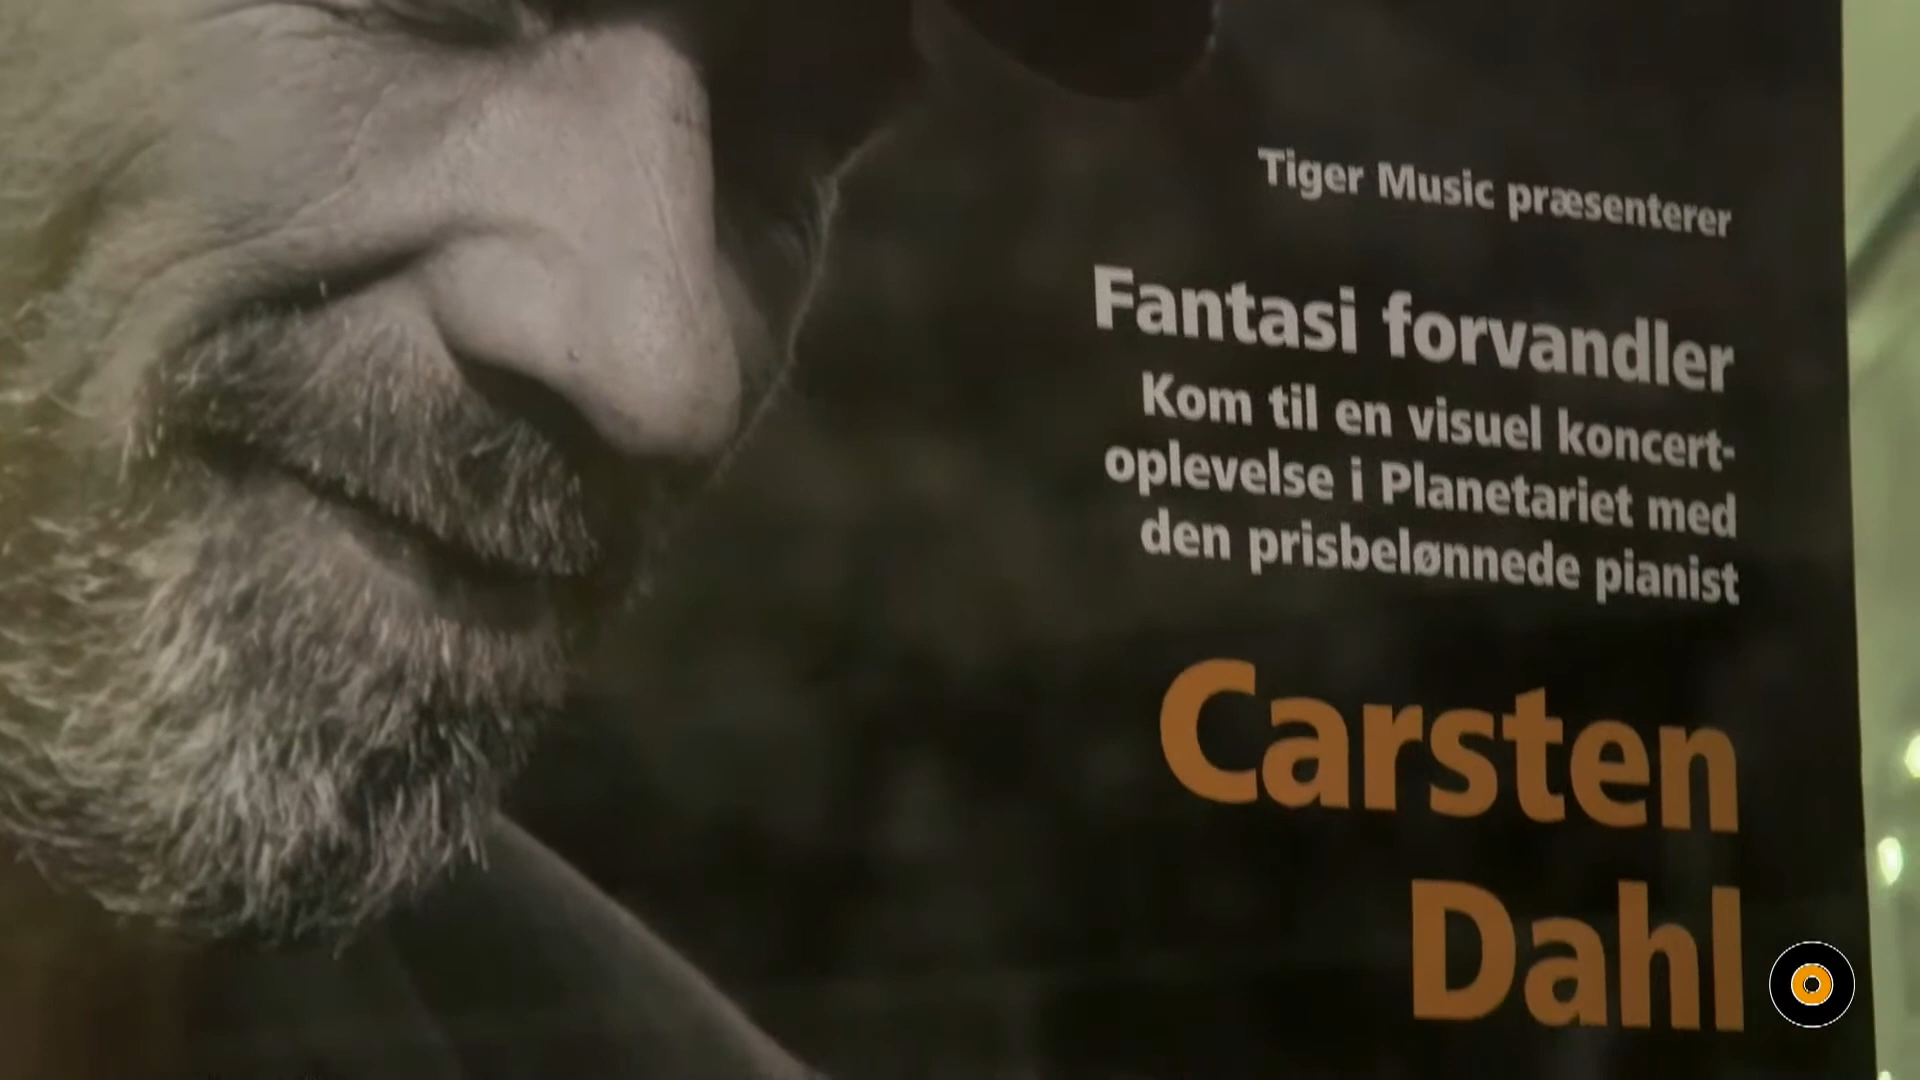 Tiger Music præsenterer
Fantasi forvandler
Kom til en visuel koncert-
oplevelse i Planetariet med
den prisbelønnede pianist
Carsten
Dahl